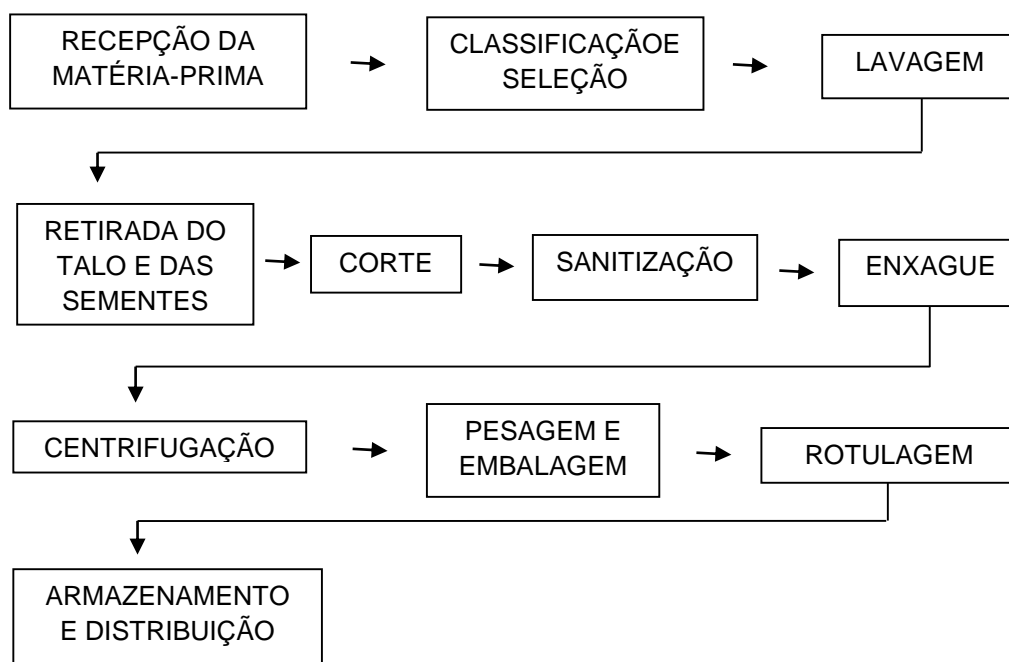 RECEPÇÃO DA
MATÉRIA-PRIMA
CLASSIFICAÇÃOE
SELEÇÃO
LAVAGEM
RETIRADA DO
TALO E DAS
SEMENTES
CORTE
SANITIZAÇÃO
ENXAGUE
CENTRIFUGAÇÃO
PESAGEM E
EMBALAGEM
ROTULAGEM
ARMAZENAMENTO
E DISTRIBUIÇÃO